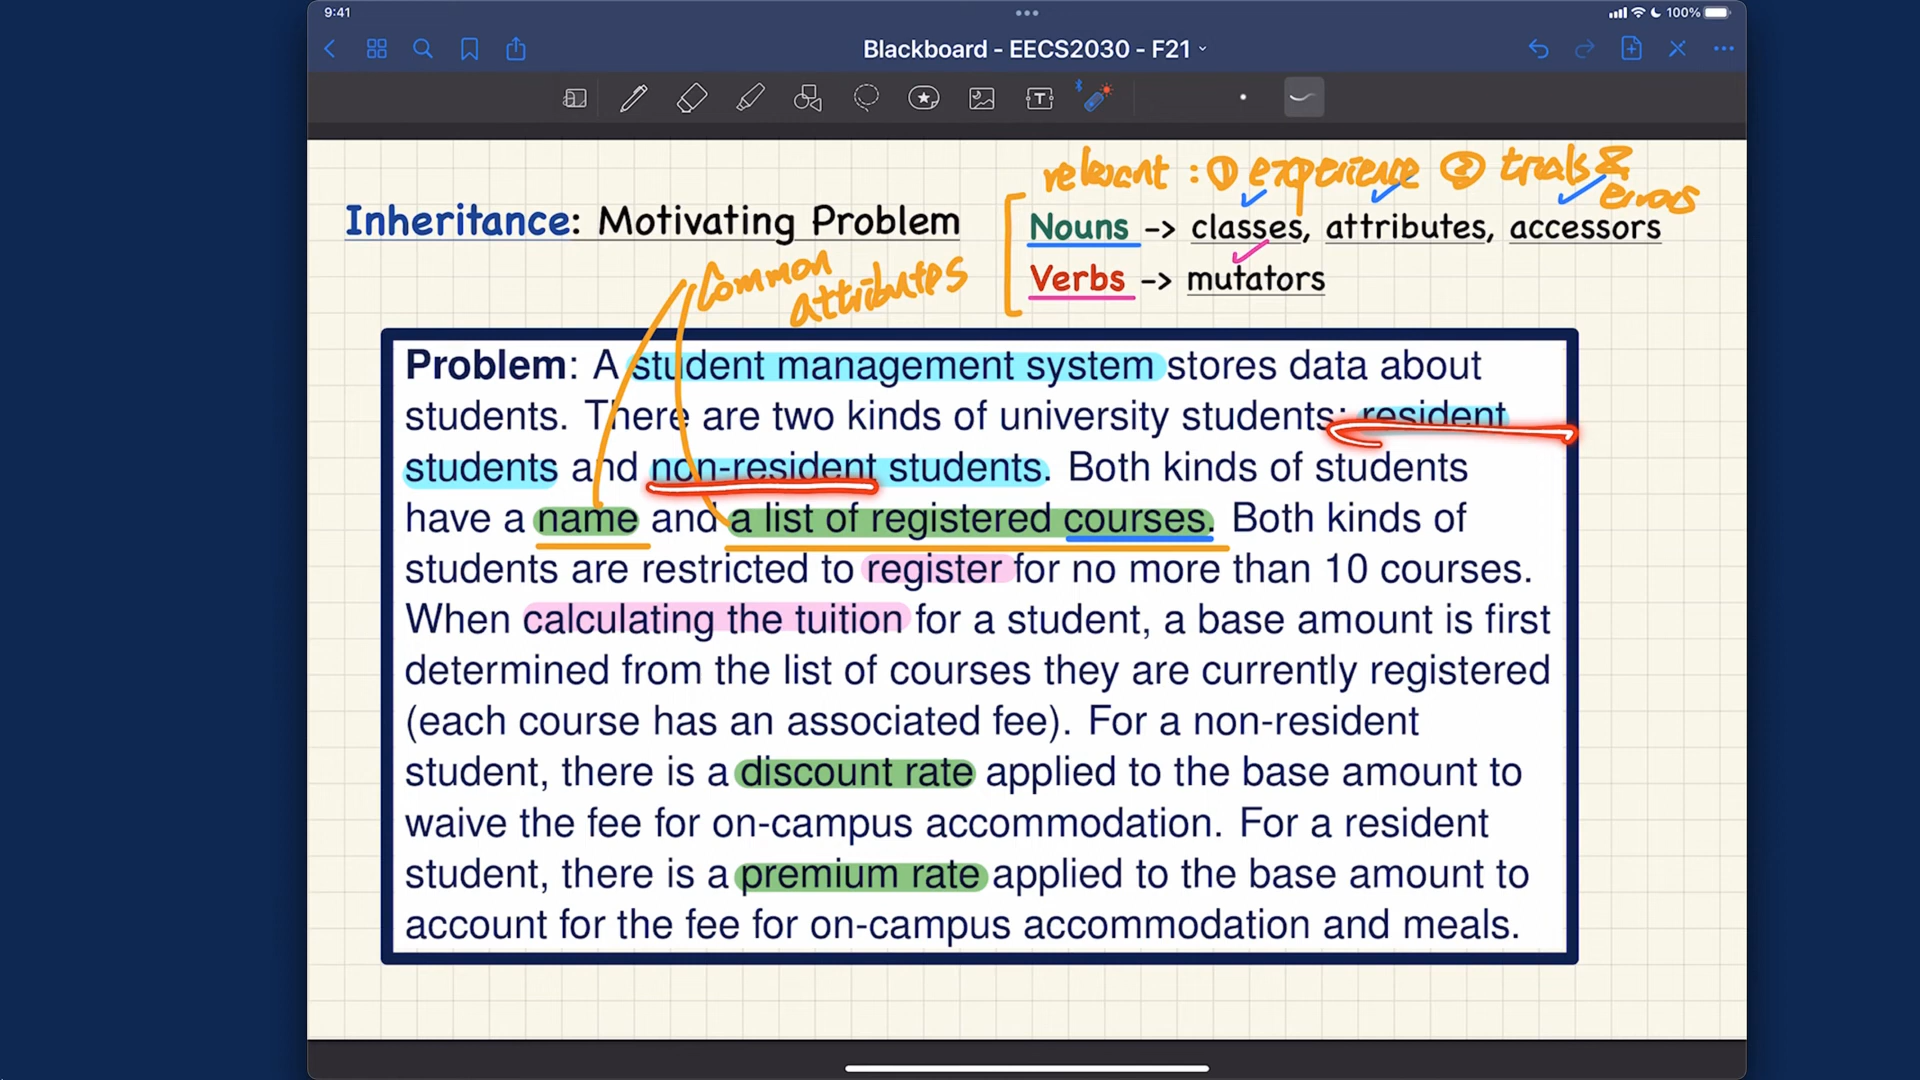 9:41
100%
Blackboard - EECS2030 - F21
relevant : ① experience ② trials &
errors
Inheritance: Motivating Problem
Nouns -> classes, attributes, accessors
Verbs -> mutators
Common
attributes
Problem: A student management system stores data about
students. There are two kinds of university students: resident
students and non-resident students. Both kinds of students
have a name and a list of registered courses. Both kinds of
students are restricted to register for no more than 10 courses.
When calculating the tuition for a student, a base amount is first
determined from the list of courses they are currently registered
(each course has an associated fee). For a non-resident
student, there is a discount rate applied to the base amount to
waive the fee for on-campus accommodation. For a resident
student, there is a premium rate applied to the base amount to
account for the fee for on-campus accommodation and meals.